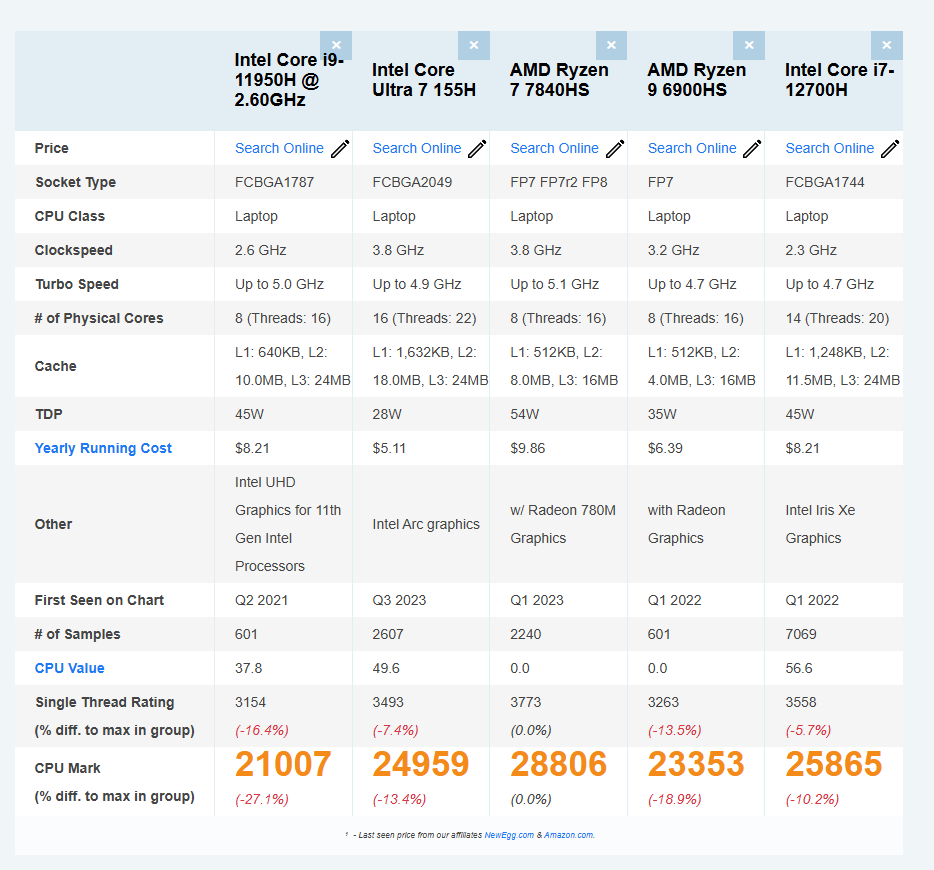 × × × × ×
Intel Core i9-11950H @ 2.60GHz Intel Core Ultra 7 155H AMD Ryzen 7 7840HS AMD Ryzen 9 6900HS Intel Core i7-12700H
Price Search Online Search Online Search Online Search Online Search Online
Socket Type FCBGA1787 FCBGA2049 FP7 FP7r2 FP8 FP7 FCBGA1744
CPU Class Laptop Laptop Laptop Laptop Laptop
Clockspeed 2.6 GHz 3.8 GHz 3.8 GHz 3.2 GHz 2.3 GHz
Turbo Speed Up to 5.0 GHz Up to 4.9 GHz Up to 5.1 GHz Up to 4.7 GHz Up to 4.7 GHz
# of Physical Cores 8 (Threads: 16) 16 (Threads: 22) 8 (Threads: 16) 8 (Threads: 16) 14 (Threads: 20)
Cache L1: 640KB, L2: 10.0MB, L3: 24MB L1: 1,632KB, L2: 18.0MB, L3: 24MB L1: 512KB, L2: 8.0MB, L3: 16MB L1: 512KB, L2: 4.0MB, L3: 16MB L1: 1,248KB, L2: 11.5MB, L3: 24MB
TDP 45W 28W 54W 35W 45W
Yearly Running Cost $8.21 $5.11 $9.86 $6.39 $8.21
Other Intel UHD Graphics for 11th Gen Intel Processors Intel Arc graphics w/ Radeon 780M Graphics with Radeon Graphics Intel Iris Xe Graphics
First Seen on Chart Q2 2021 Q3 2023 Q1 2023 Q1 2022 Q1 2022
# of Samples 601 2607 2240 601 7069
CPU Value 37.8 49.6 0.0 0.0 56.6
Single Thread Rating 3154 3493 3773 3263 3558
(% diff. to max in group) (-16.4%) (-7.4%) (0.0%) (-13.5%) (-5.7%)
CPU Mark 21007 24959 28806 23353 25865
(% diff. to max in group) (-27.1%) (-13.4%) (0.0%) (-18.9%) (-10.2%)
¹ - Last seen price from our affiliates NewEgg.com & Amazon.com.